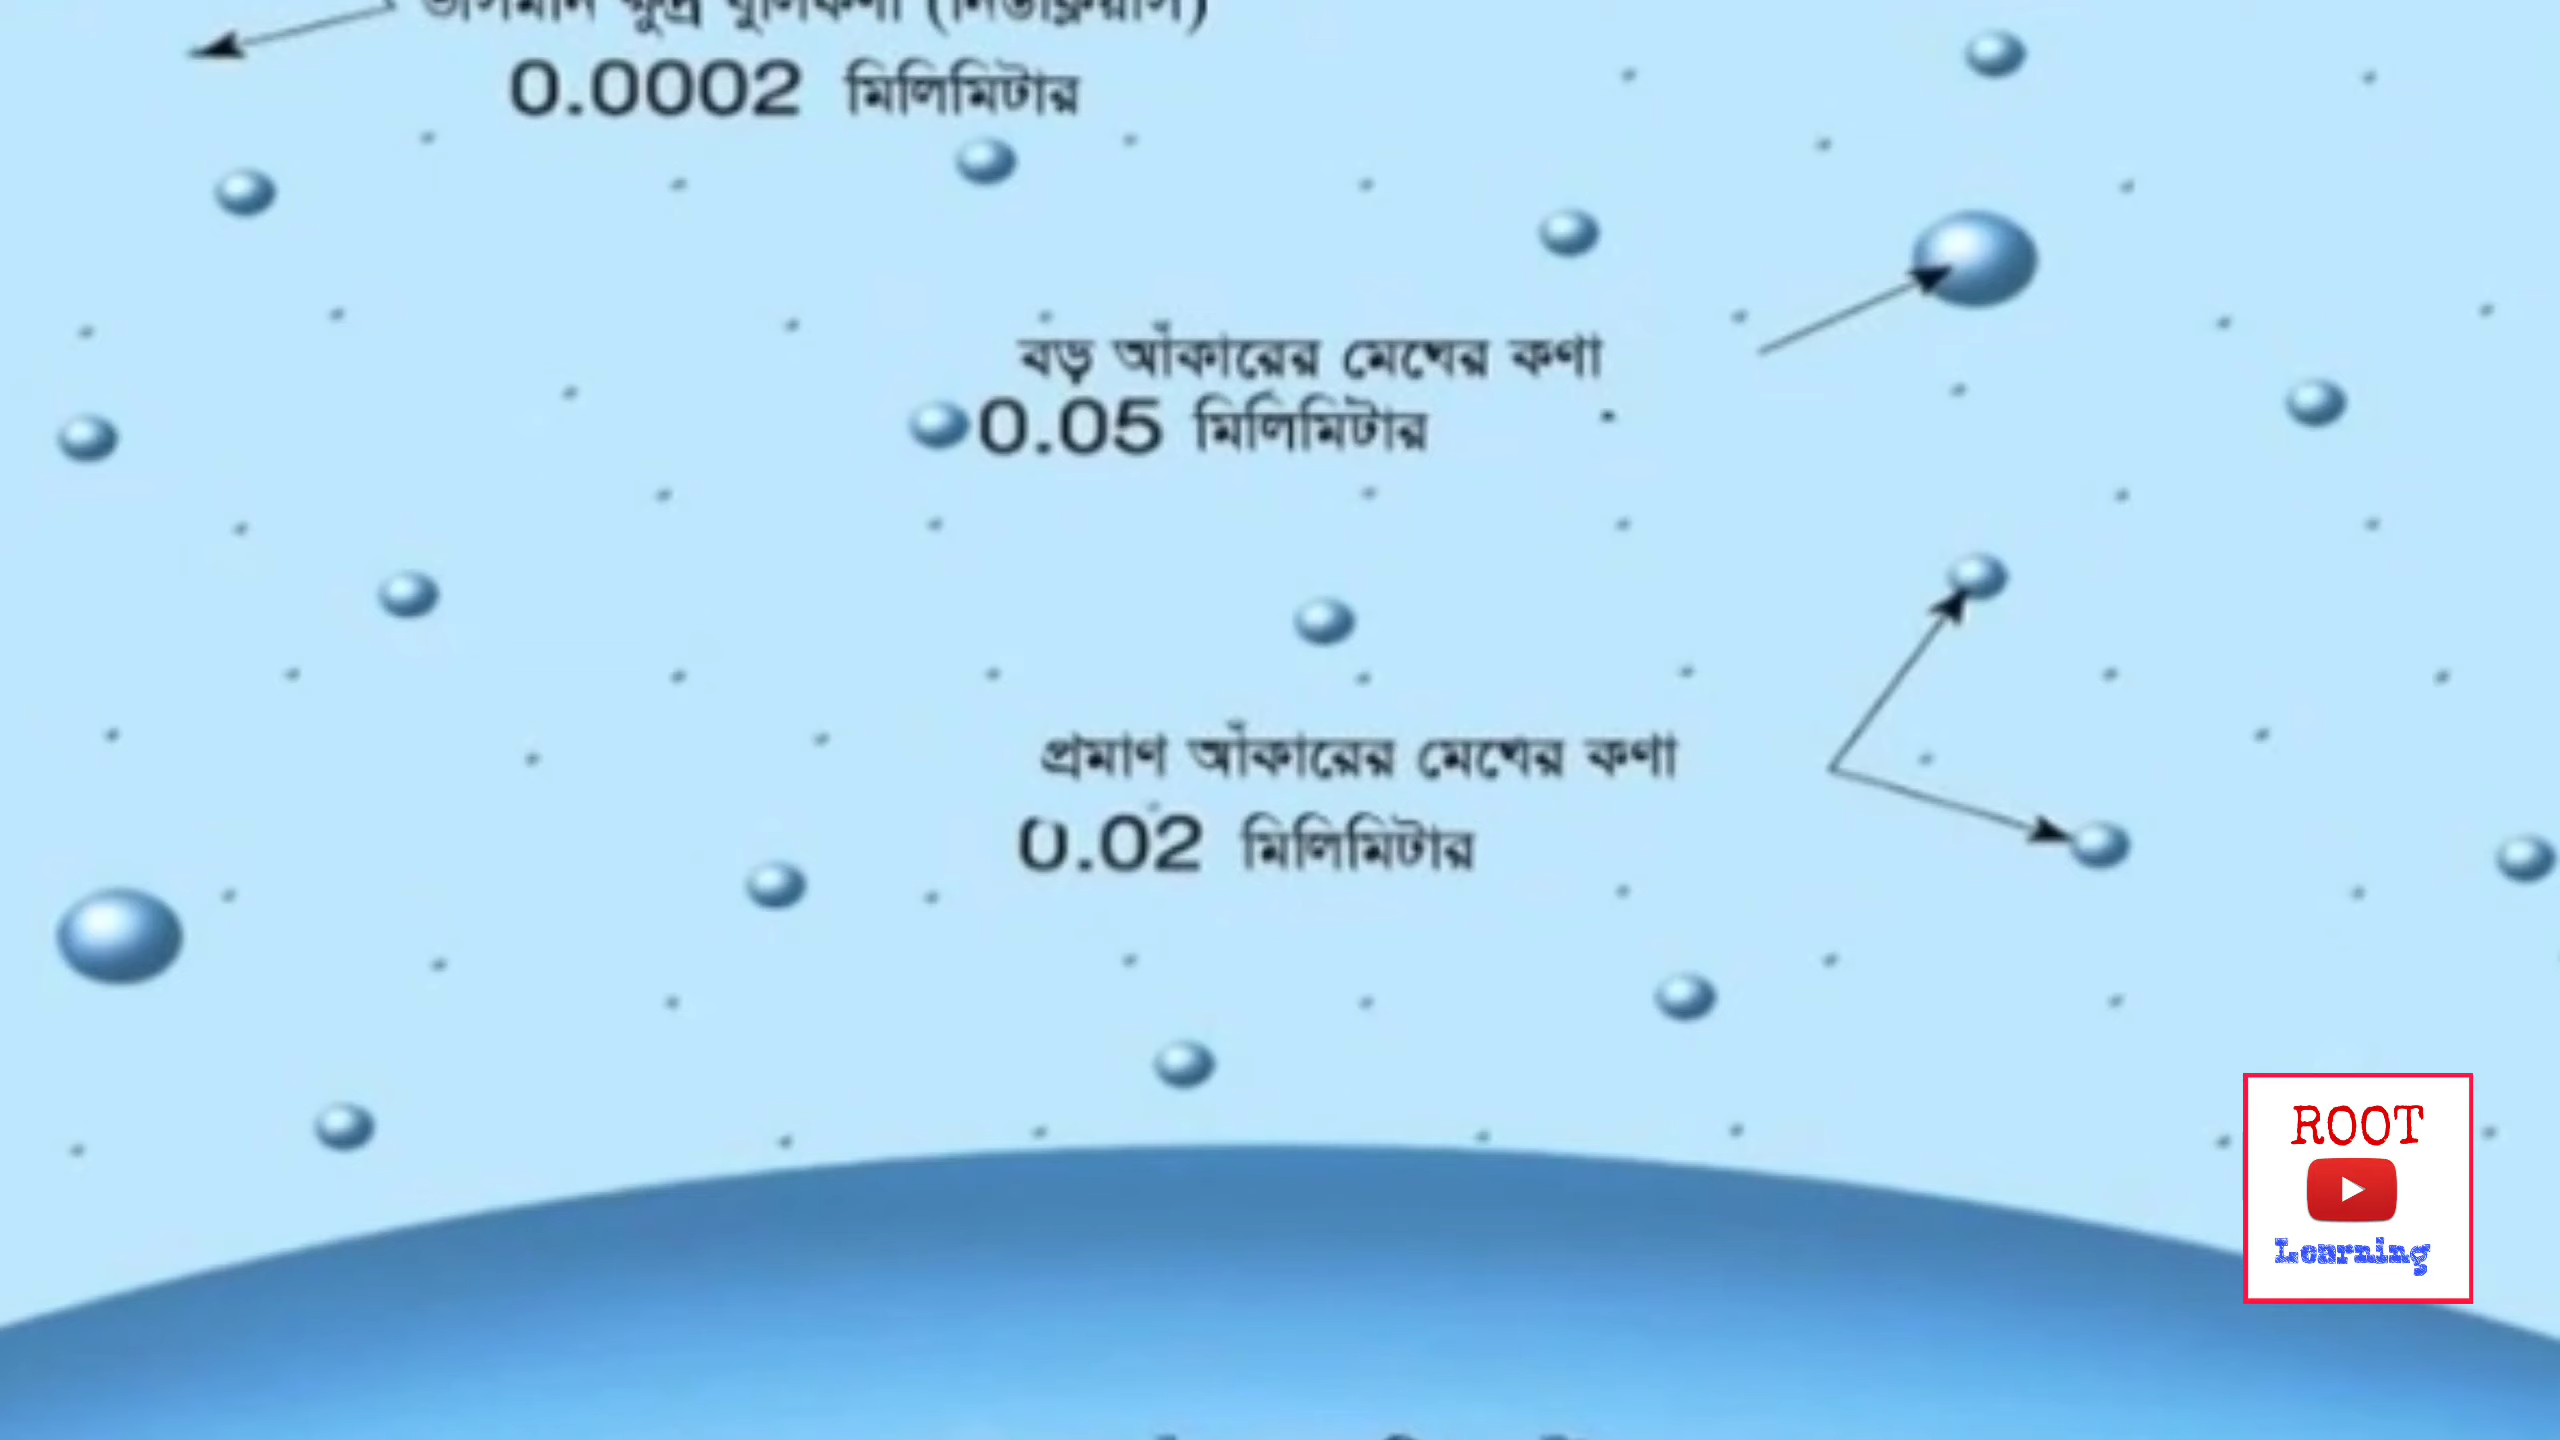 0.0002 মিলিমিটার
বড় আঁকারের মেঘের কণা
0.05 মিলিমিটার
প্রমাণ আঁকারের মেঘের কণা
0.02 মিলিমিটার
ROOT
Learning